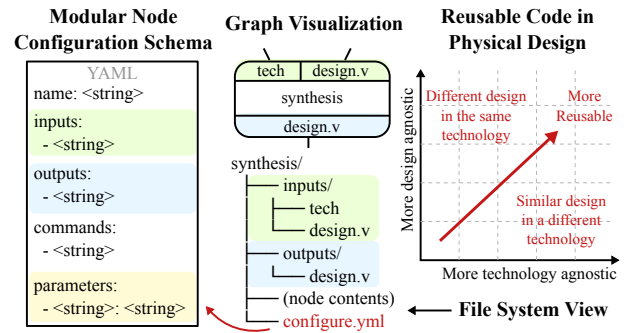 Modular Node
Configuration Schema
YAML
name: <string>
inputs:
- <string>
outputs:
- <string>
commands:
- <string>
parameters:
- <string>: <string>
Graph Visualization
tech design.v
synthesis
design.v
synthesis/
inputs/
tech
design.v
outputs/
design.v
(node contents)
configure.yml
File System View
Reusable Code in
Physical Design
More design agnostic
Different design
in the same
technology
More
Reusable
Similar design
in a different
technology
More technology agnostic